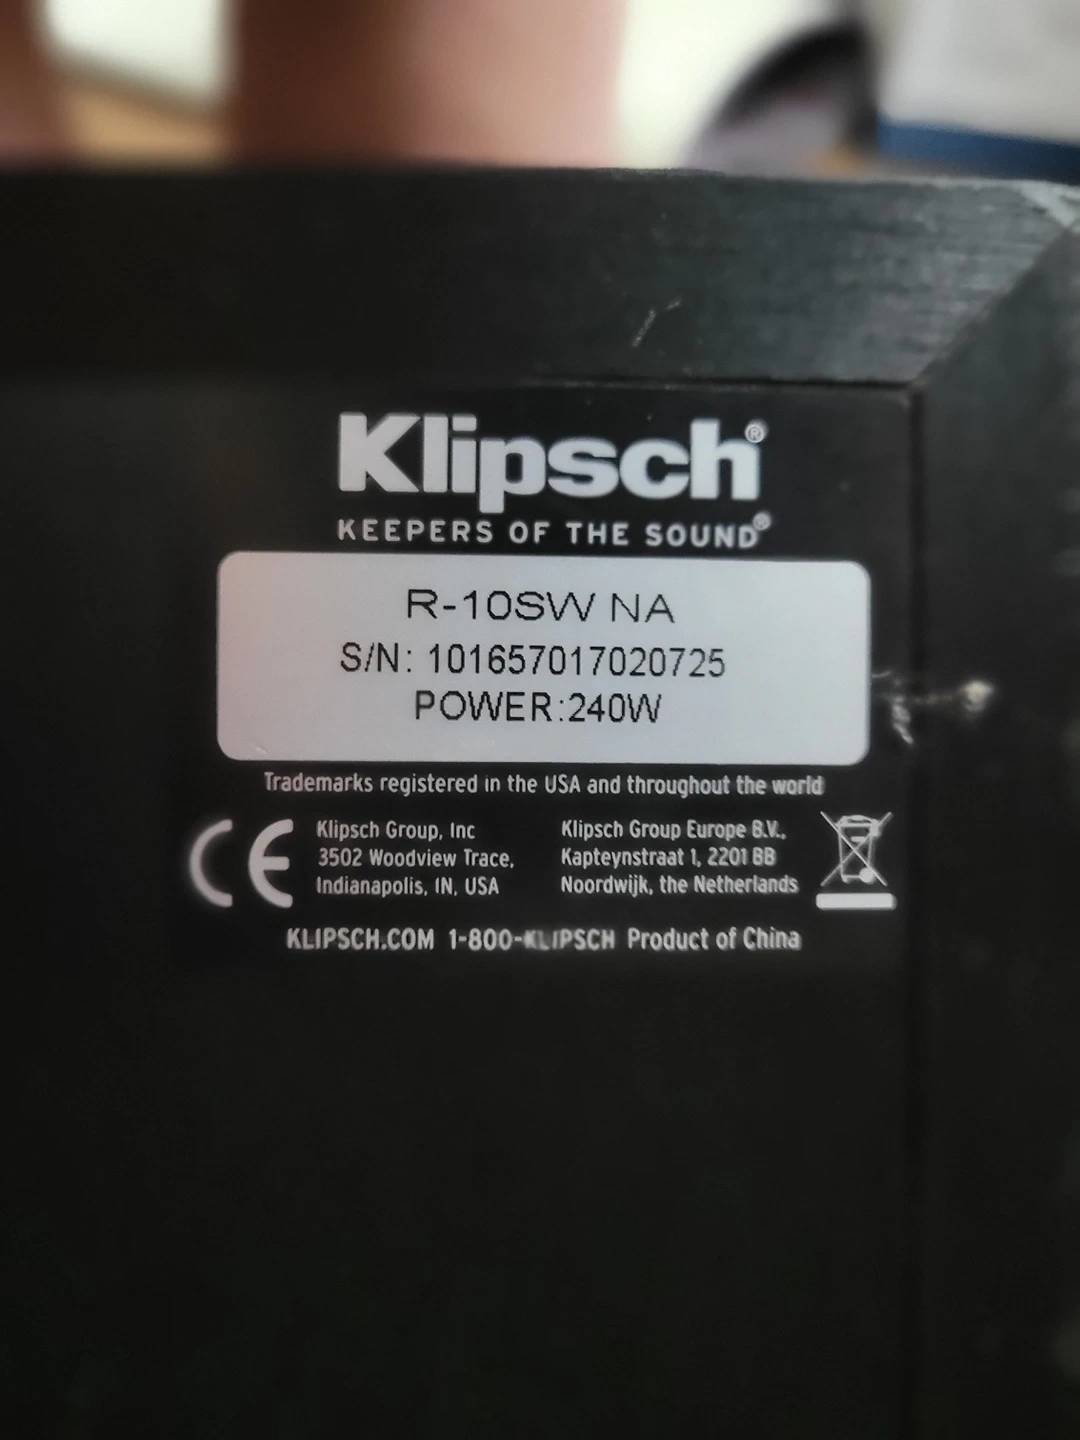 Klipsch®
KEEPERS OF THE SOUND®
R-10SW NA
S/N: 101657017020725
POWER:240W
Trademarks registered in the USA and throughout the world
CE
Klipsch Group, Inc
3502 Woodview Trace,
Indianapolis, IN, USA
Klipsch Group Europe B.V.,
Kapteynstraat 1, 2201 BB
Noordwijk, the Netherlands
KLIPSCH.COM 1-800-KLIPSCH Product of China